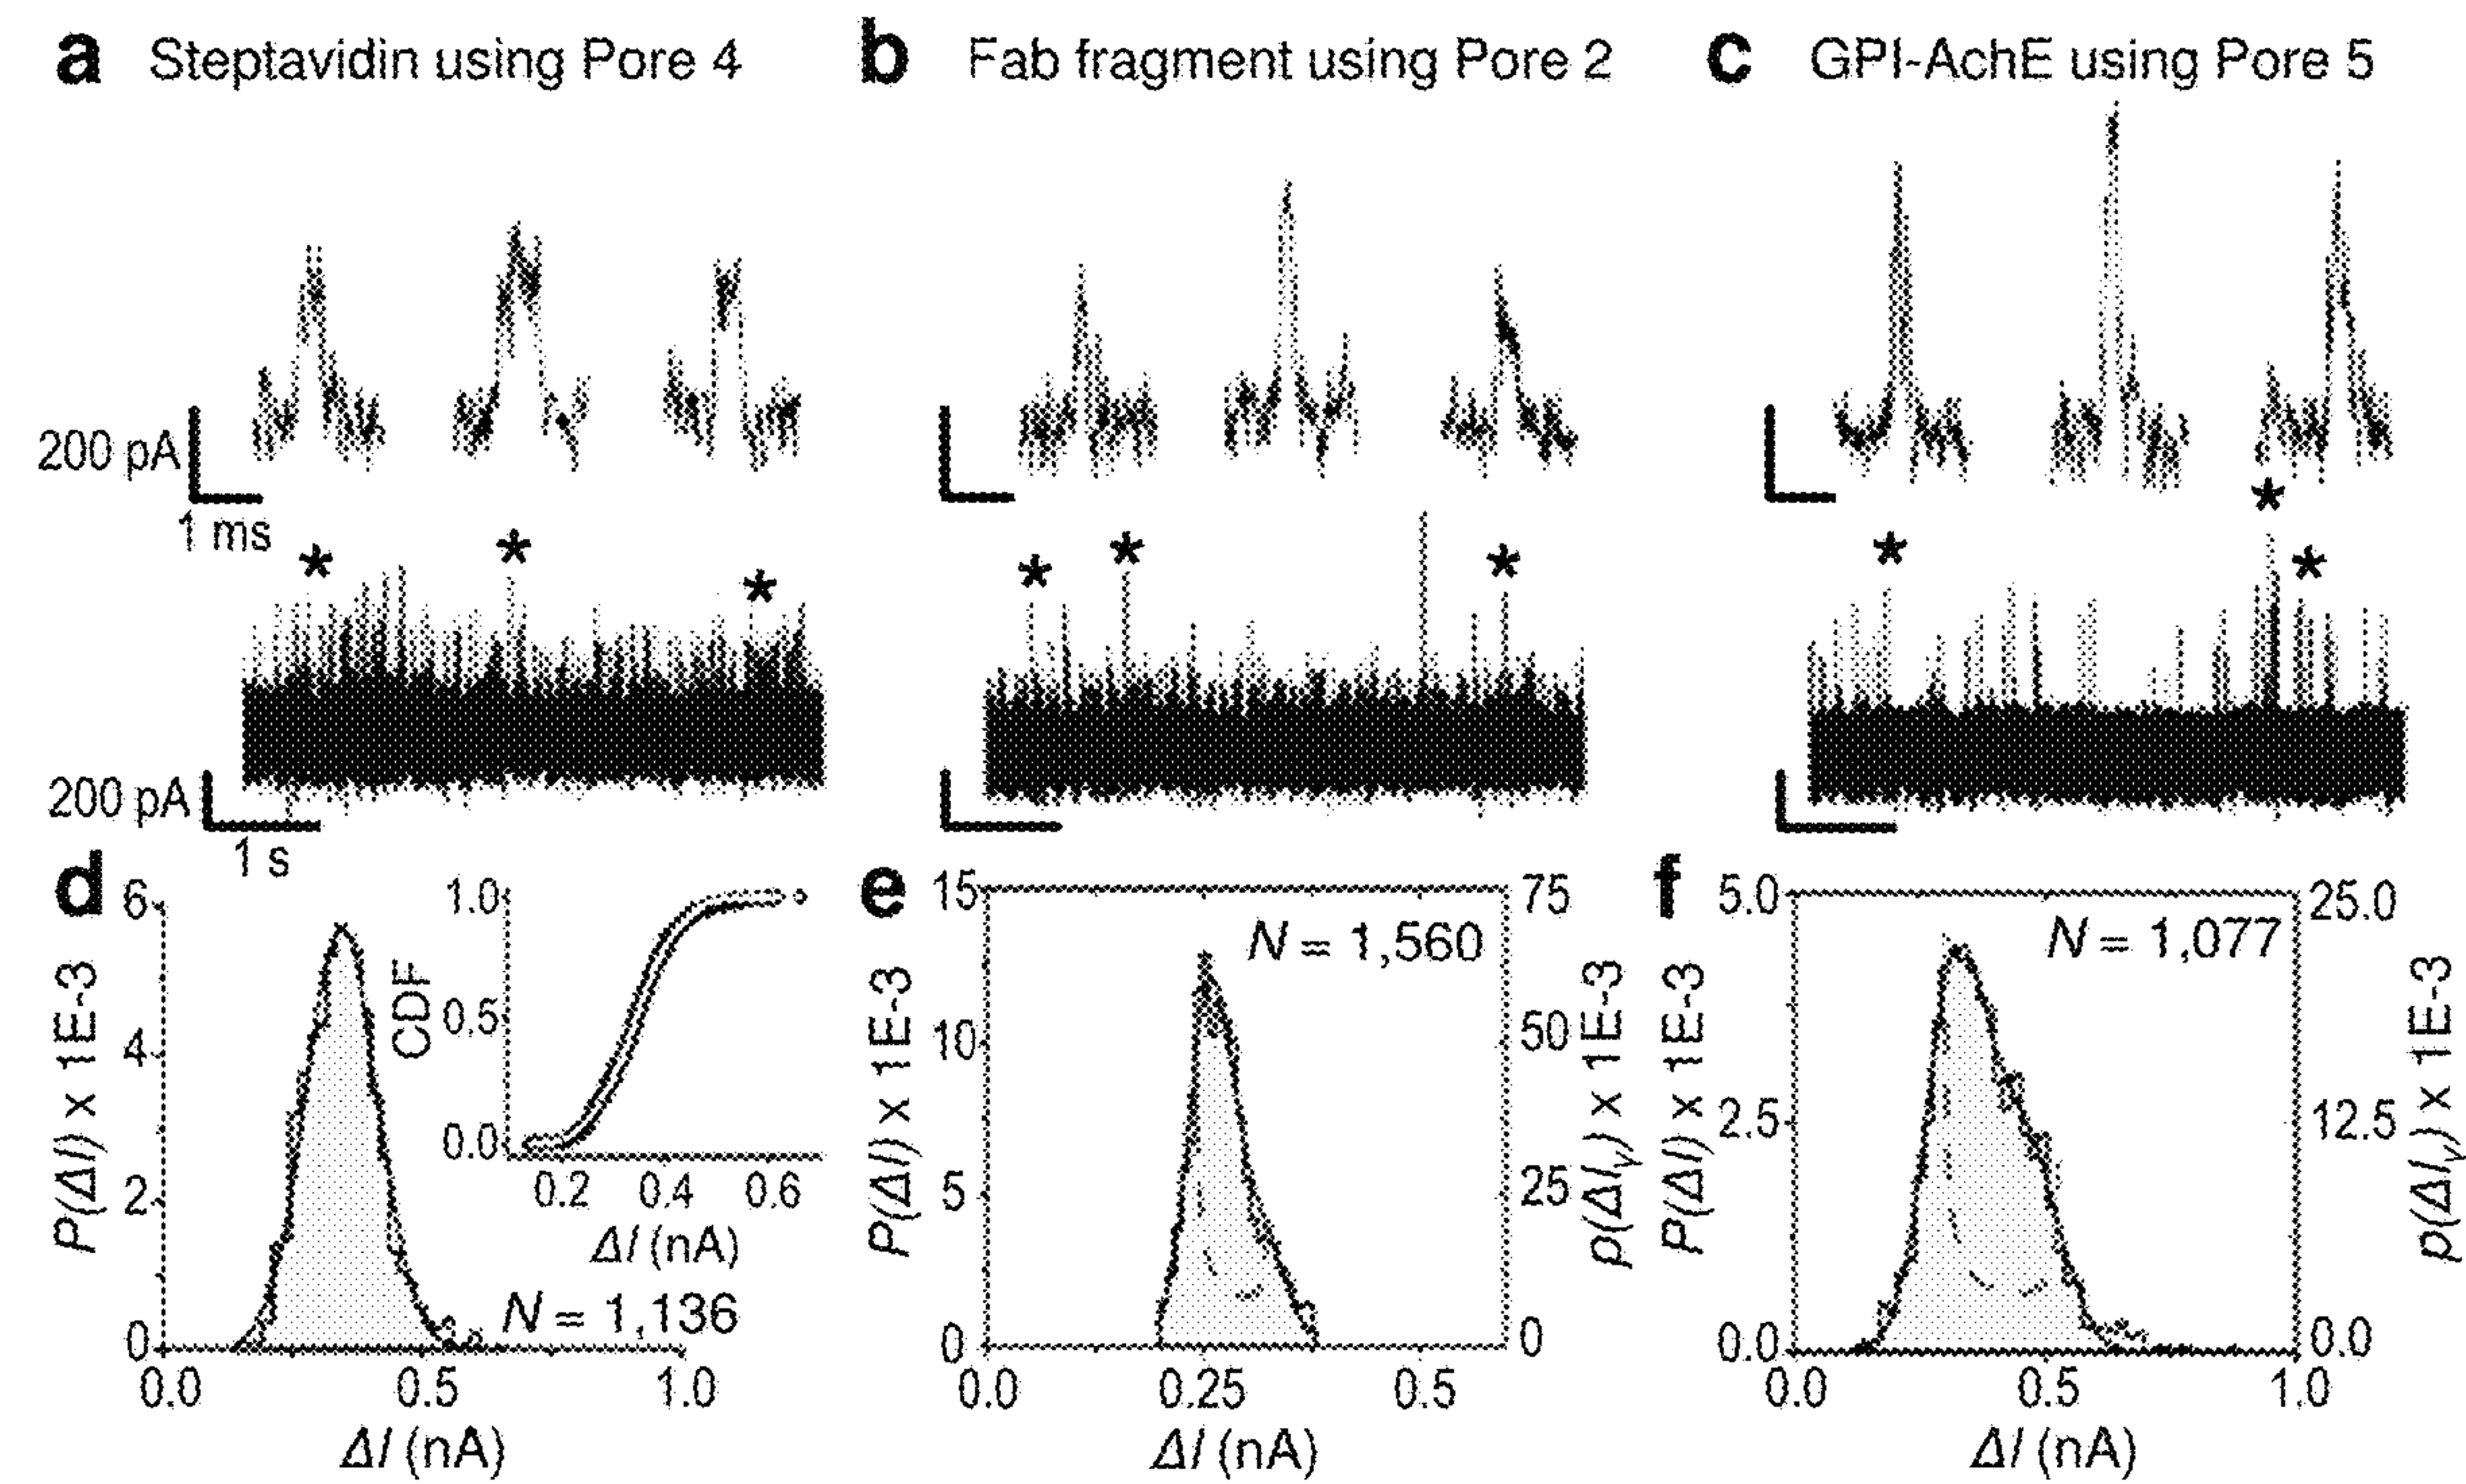 a Steptavidin using Pore 4
b Fab fragment using Pore 2
c GPI-AchE using Pore 5
200 pA
1 ms
* * *
* * *
* * *
200 pA
1 s
d
6
4
2
0
P(ΔI) x 1E-3
0.0 0.5 1.0
ΔI (nA)
CDF
1.0
0.5
0.0
0.2 0.4 0.6
ΔI (nA)
N = 1,136
e
15
10
5
0
P(ΔI) x 1E-3
N = 1,560
75
50
25
0
p(ΔIᵥ) x 1E-3
0.0 0.25 0.5
ΔI (nA)
f
5.0
2.5
0.0
P(ΔI) x 1E-3
N = 1,077
25.0
12.5
0.0
p(ΔIᵥ) x 1E-3
0.0 0.5 1.0
ΔI (nA)